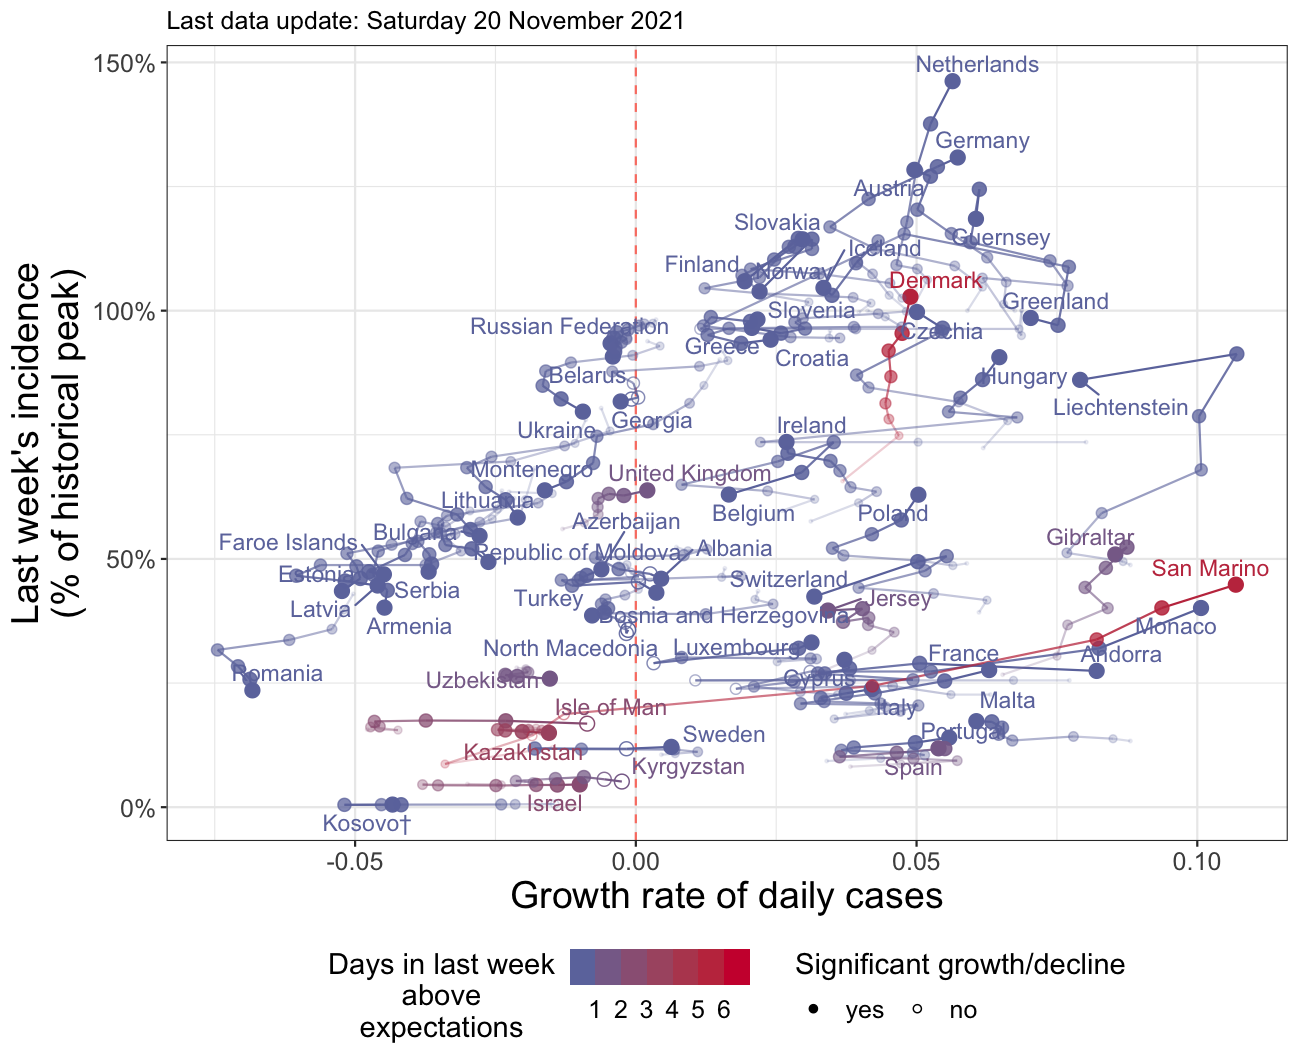 Last data update: Saturday 20 November 2021
150%
100%
50%
0%
Last week's incidence
(% of historical peak)
Netherlands
Germany
Austria
Slovakia
Guernsey
Iceland
Finland
Norway
Denmark
Greenland
Slovenia
Russian Federation
Czechia
Greece
Croatia
Belarus
Hungary
Liechtenstein
Georgia
Ukraine
Ireland
Montenegro
United Kingdom
Lithuania
Belgium
Poland
Azerbaijan
Bulgaria
Faroe Islands
Gibraltar
Republic of Moldova
Albania
San Marino
Estonia
Switzerland
Serbia
Turkey
Jersey
Latvia
Bosnia and Herzegovina
Armenia
Monaco
North Macedonia
Luxembourg
France
Andorra
Romania
Uzbekistan
Cyprus
Malta
Isle of Man
Italy
Sweden
Portugal
Kazakhstan
Kyrgyzstan
Spain
Israel
Kosovo†
-0.05
0.00
0.05
0.10
Growth rate of daily cases
Days in last week
above
expectations
1 2 3 4 5 6
Significant growth/decline
yes
no